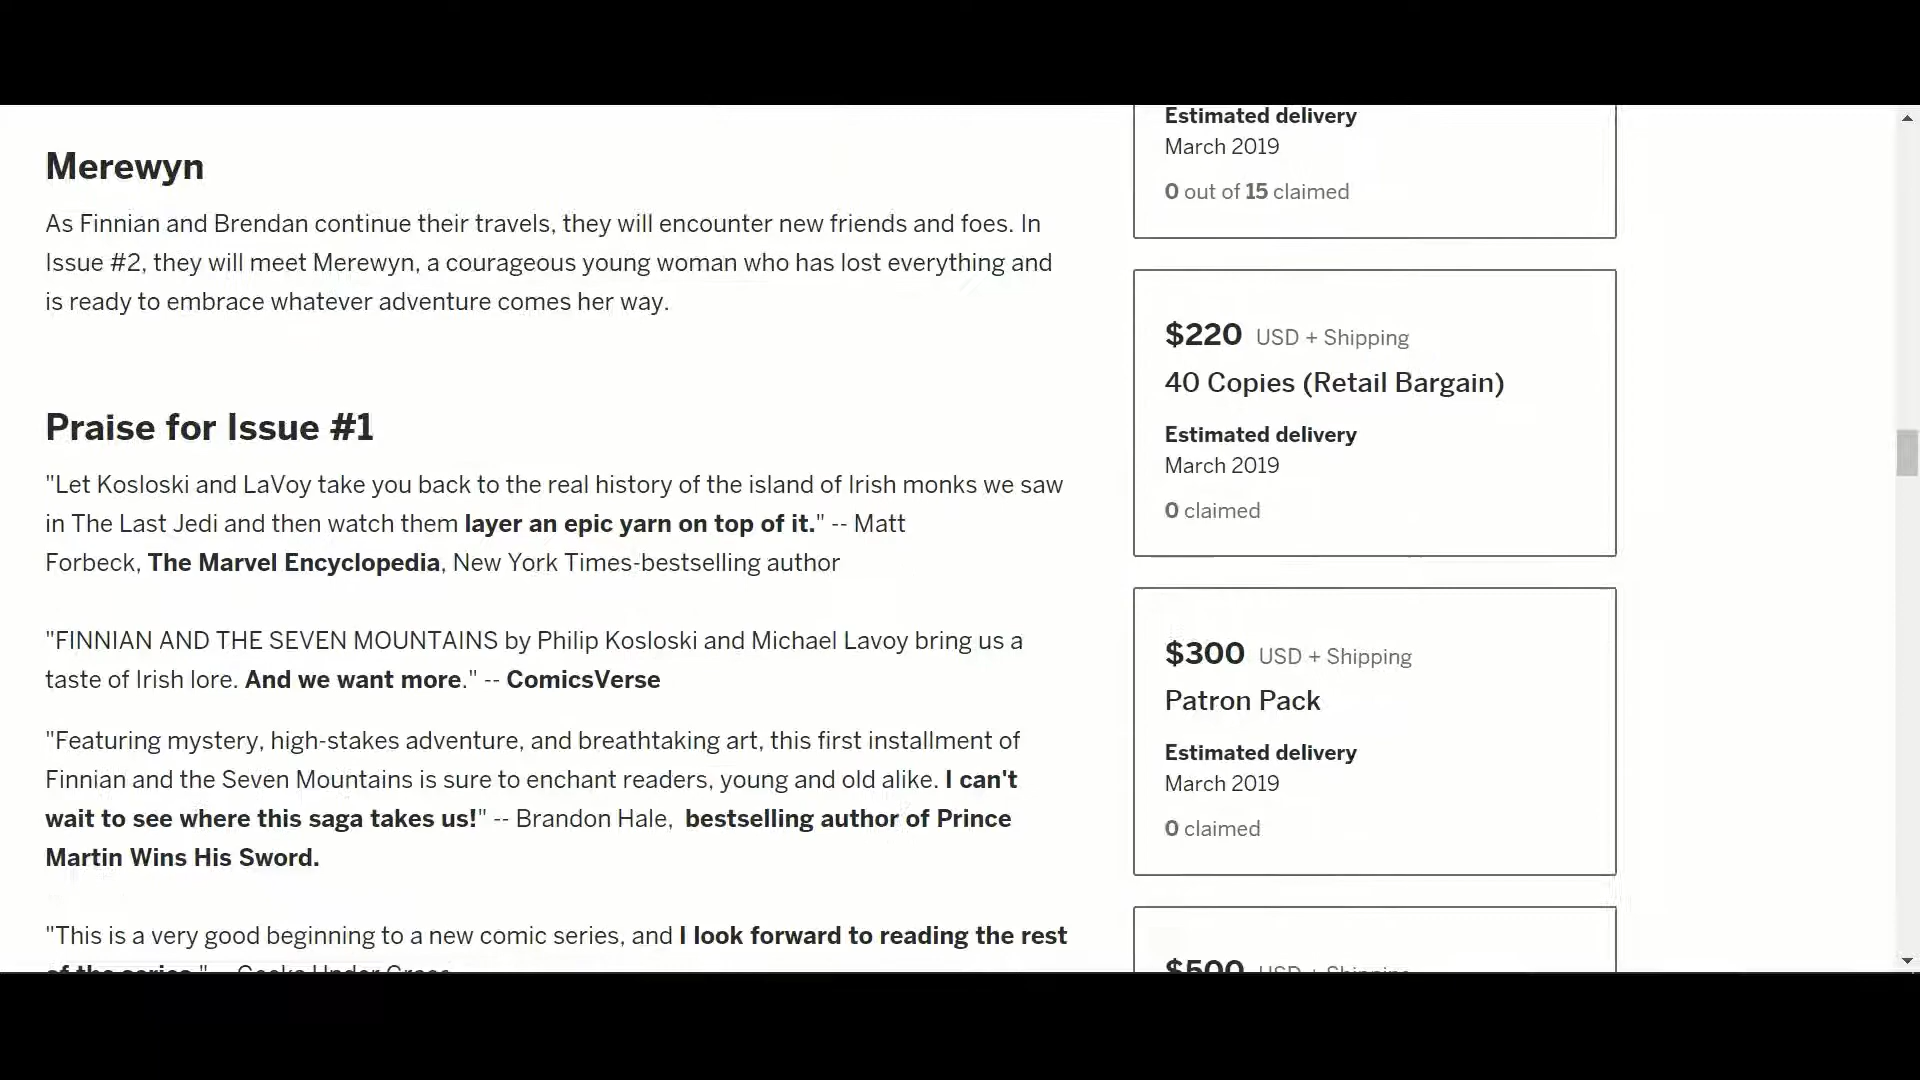 Merewyn
As Finnian and Brendan continue their travels, they will encounter new friends and foes. In
Issue #2, they will meet Merewyn, a courageous young woman who has lost everything and
is ready to embrace whatever adventure comes her way.
Praise for Issue #1
"Let Kosloski and LaVoy take you back to the real history of the island of Irish monks we saw
in The Last Jedi and then watch them layer an epic yarn on top of it." -- Matt
Forbeck, The Marvel Encyclopedia, New York Times-bestselling author
"FINNIAN AND THE SEVEN MOUNTAINS by Philip Kosloski and Michael Lavoy bring us a
taste of Irish lore. And we want more." -- ComicsVerse
"Featuring mystery, high-stakes adventure, and breathtaking art, this first installment of
Finnian and the Seven Mountains is sure to enchant readers, young and old alike. I can't
wait to see where this saga takes us!" -- Brandon Hale, bestselling author of Prince
Martin Wins His Sword.
"This is a very good beginning to a new comic series, and I look forward to reading the rest
of the series." -- Geeks Under Grace
Estimated delivery
March 2019
0 out of 15 claimed
$220 USD + Shipping
40 Copies (Retail Bargain)
Estimated delivery
March 2019
0 claimed
$300 USD + Shipping
Patron Pack
Estimated delivery
March 2019
0 claimed
$500 USD + Shipping